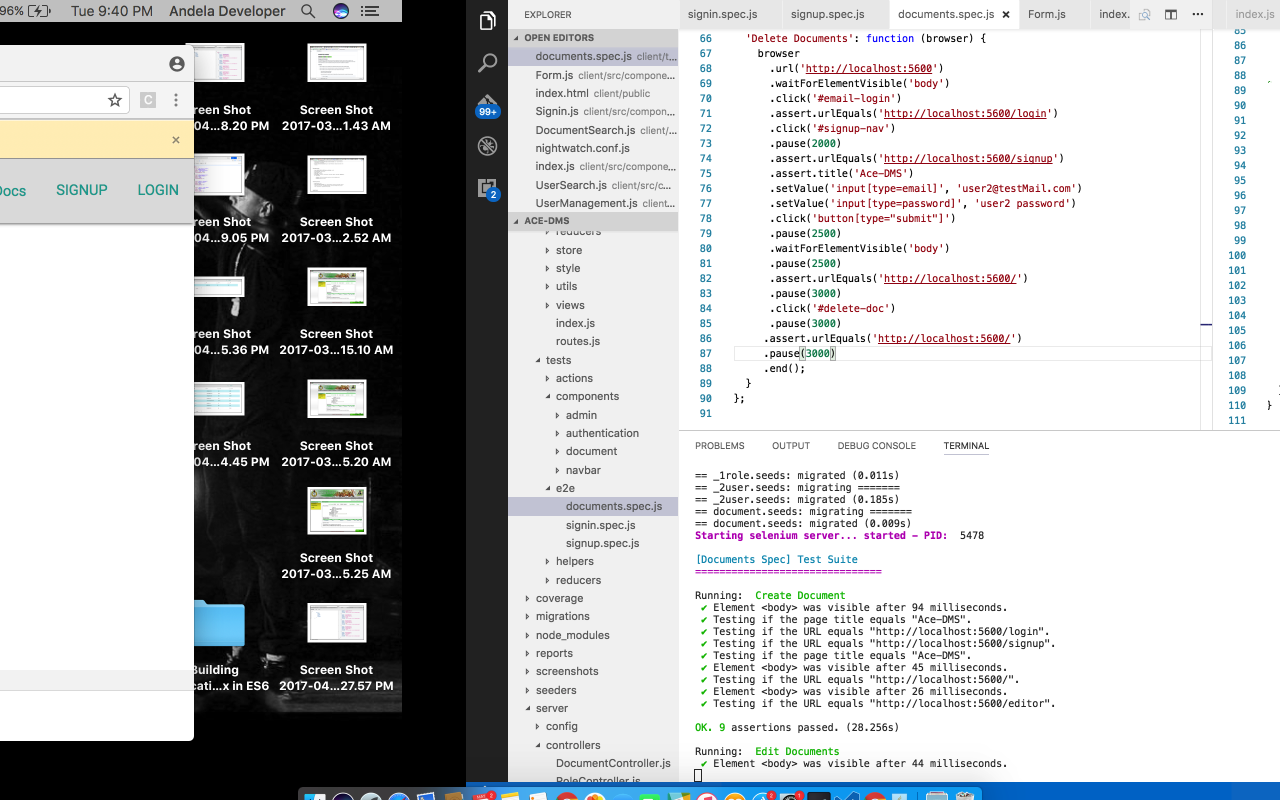 96%
Tue 9:40 PM Andela Developer
Docs SIGNUP LOGIN
C
×
reen Shot
04...8.20 PM
Screen Shot
2017-03...1.43 AM
reen Shot
04...9.05 PM
Screen Shot
2017-03...2.52 AM
reen Shot
04...5.36 PM
Screen Shot
2017-03...15.10 AM
reen Shot
04...4.45 PM
Screen Shot
2017-03...5.20 AM
Screen Shot
2017-03...5.25 AM
Building
cati...x in ES6
Screen Shot
2017-04...27.57 PM
99+
2
EXPLORER
OPEN EDITORS
documents.spec.js client/t...
Form.js client/src/compone...
index.html client/public
Signin.js client/src/compon...
DocumentSearch.js client/...
nightwatch.conf.js
index.js client/src/compone...
UserSearch.js client/src/c...
UserManagement.js client...
ACE-DMS
reducers
store
style
utils
views
index.js
routes.js
tests
actions
components
admin
authentication
document
navbar
e2e
documents.spec.js
signin.spec.js
signup.spec.js
helpers
reducers
coverage
migrations
node_modules
reports
screenshots
seeders
server
config
controllers
DocumentController.js
RoleController.js
signin.spec.js signup.spec.js documents.spec.js × Form.js index. index.js
66 'Delete Documents': function (browser) {
67 browser
68 .url('http://localhost:5600')
69 .waitForElementVisible('body')
70 .click('#email-login')
71 .assert.urlEquals('http://localhost:5600/login')
72 .click('#signup-nav')
73 .pause(2000)
74 .assert.urlEquals('http://localhost:5600/signup')
75 .assert.title('Ace-DMS')
76 .setValue('input[type=email]', 'user2@testMail.com')
77 .setValue('input[type=password]', 'user2 password')
78 .click('button[type="submit"]')
79 .pause(2500)
80 .waitForElementVisible('body')
81 .pause(2500)
82 .assert.urlEquals('http://localhost:5600/')
83 .pause(3000)
84 .click('#delete-doc')
85 .pause(3000)
86 .assert.urlEquals('http://localhost:5600/')
87 .pause(3000)
88 .end();
89 }
90 };
91
85
86
87
88
89
90
91
92
93
94
95
96
97
98
99
100
101
102
103
104
105
106
107
108
109
110 }
111
PROBLEMS OUTPUT DEBUG CONSOLE TERMINAL
== _1role.seeds: migrated (0.011s)
== _2user.seeds: migrating =======
== _2user.seeds: migrated (0.185s)
== document.seeds: migrating =======
== document.seeds: migrated (0.009s)
Starting selenium server... started - PID: 5478
[Documents Spec] Test Suite
===============================
Running: Create Document
✔ Element <body> was visible after 94 milliseconds.
✔ Testing if the page title equals "Ace-DMS".
✔ Testing if the URL equals "http://localhost:5600/login".
✔ Testing if the URL equals "http://localhost:5600/signup".
✔ Testing if the page title equals "Ace-DMS".
✔ Element <body> was visible after 45 milliseconds.
✔ Testing if the URL equals "http://localhost:5600/".
✔ Element <body> was visible after 26 milliseconds.
✔ Testing if the URL equals "http://localhost:5600/editor".
OK. 9 assertions passed. (28.256s)
Running: Edit Documents
✔ Element <body> was visible after 44 milliseconds.